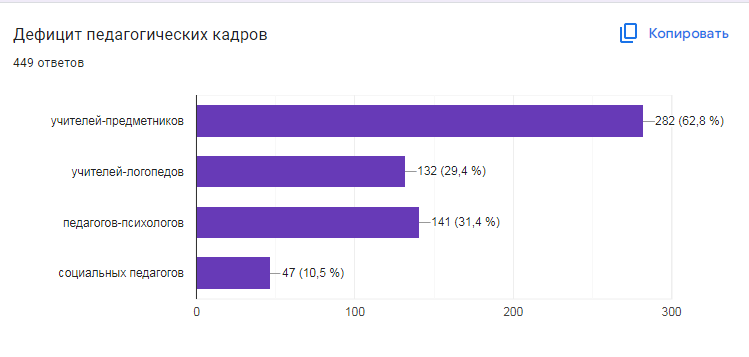 Дефицит педагогических кадров
Копировать
449 ответов
учителей-предметников
282 (62,8 %)
учителей-логопедов
132 (29,4 %)
педагогов-психологов
141 (31,4 %)
социальных педагогов
47 (10,5 %)
0
100
200
300